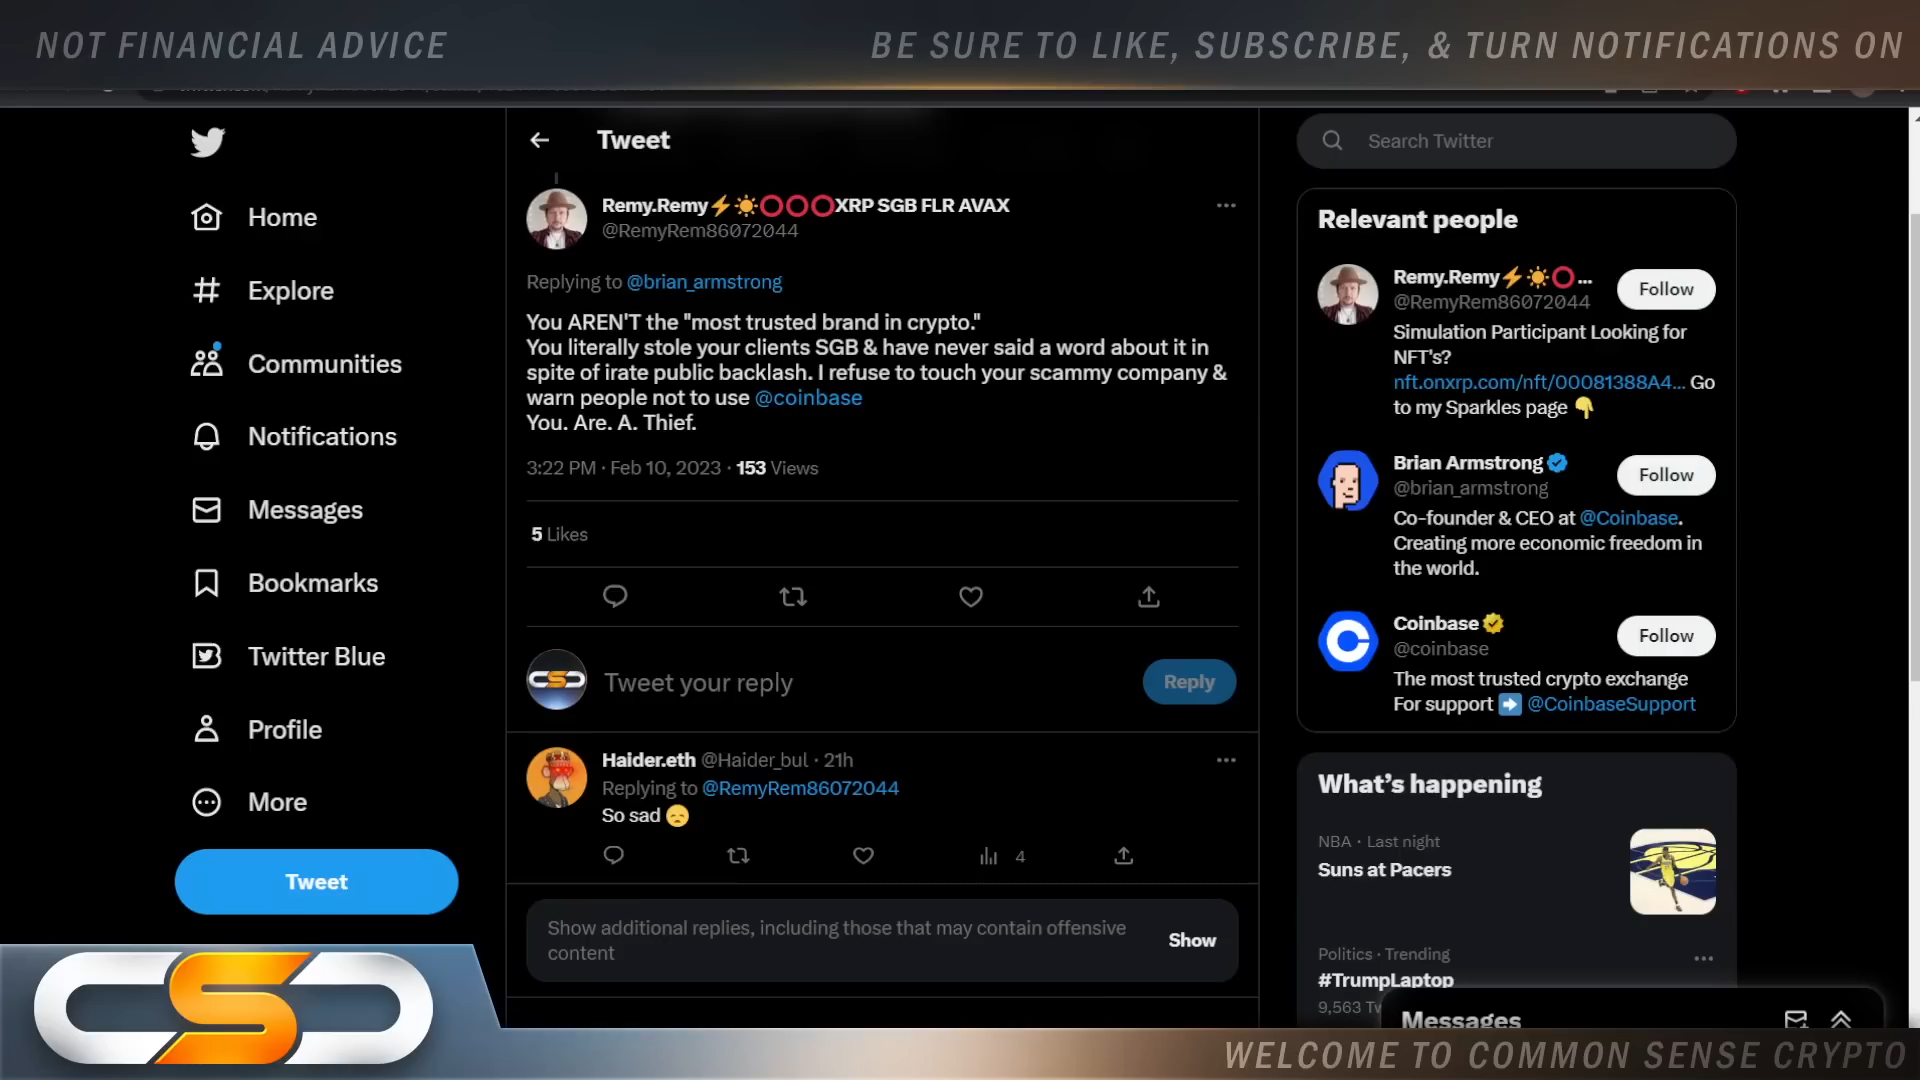 NOT FINANCIAL ADVICE
BE SURE TO LIKE, SUBSCRIBE, & TURN NOTIFICATIONS ON
Home
Explore
Communities
Notifications
Messages
Bookmarks
Twitter Blue
Profile
More
Tweet
Tweet
Remy.Remy⚡☀️⭕⭕⭕XRP SGB FLR AVAX
@RemyRem86072044
Replying to @brian_armstrong
You AREN'T the "most trusted brand in crypto."
You literally stole your clients SGB & have never said a word about it in
spite of irate public backlash. I refuse to touch your scammy company &
warn people not to use @coinbase
You. Are. A. Thief.
3:22 PM · Feb 10, 2023 · 153 Views
5 Likes
CSC
Tweet your reply
Reply
Haider.eth @Haider_bul · 21h
Replying to @RemyRem86072044
So sad 😞
4
Show additional replies, including those that may contain offensive
content
Show
Search Twitter
Relevant people
Remy.Remy⚡☀️⭕...
@RemyRem86072044
Follow
Simulation Participant Looking for
NFT's?
nft.onxrp.com/nft/00081388A4... Go
to my Sparkles page 👇
Brian Armstrong
@brian_armstrong
Follow
Co-founder & CEO at @Coinbase.
Creating more economic freedom in
the world.
Coinbase
@coinbase
Follow
The most trusted crypto exchange
For support ➡️ @CoinbaseSupport
What's happening
NBA · Last night
Suns at Pacers
Politics · Trending
#TrumpLaptop
9,563
Messages
CSC
WELCOME TO COMMON SENSE CRYPTO